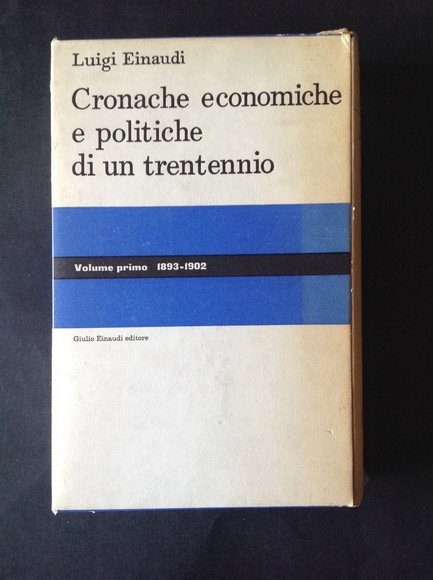 Luigi Einaudi
Cronache economiche
e politiche
di un trentennio
Volume primo 1893-1902
Giulio Einaudi editore